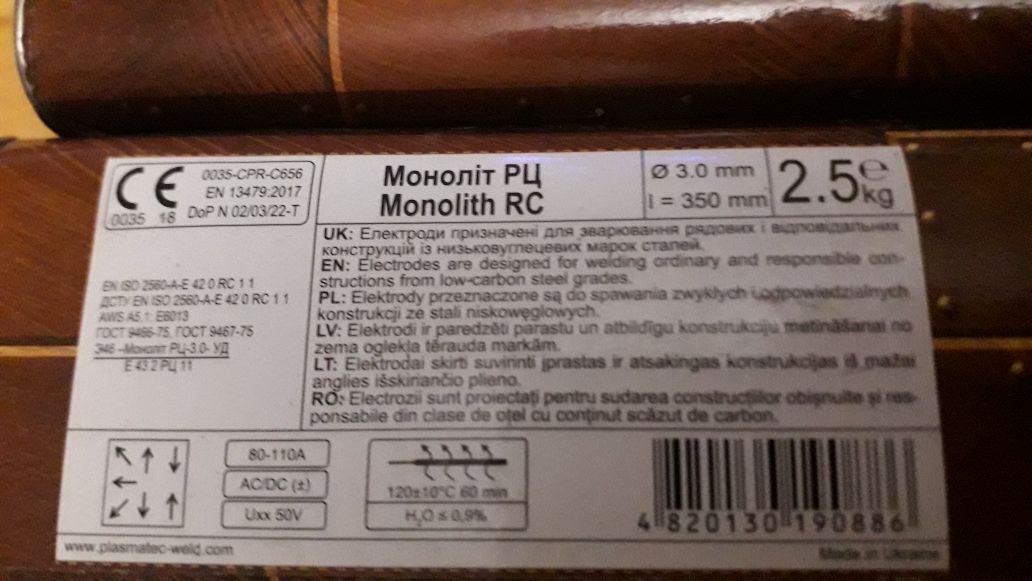 CE 0035-CPR-C656
EN 13479:2017
0035 18 DoP N 02/03/22-T
Моноліт РЦ
Monolith RC
Ø 3.0 mm
l = 350 mm
2.5 ℮
kg
EN ISO 2560-A-E 42 0 RC 1 1
ДСТУ EN ISO 2560-A-E 42 0 RC 1 1
AWS A5.1: E6013
ГОСТ 9466-75, ГОСТ 9467-75
Э46 –Моноліт РЦ-3.0- УД
Е 43 2 РЦ 11
UK: Електроди призначені для зварювання рядових і відповідальних
конструкцій із низьковуглецевих марок сталей.
EN: Electrodes are designed for welding ordinary and responsible con-
structions from low-carbon steel grades.
PL: Elektrody przeznaczone są do spawania zwykłych i odpowiedzialnych
konstrukcji ze stali niskowęglowych.
LV: Elektrodi ir paredzēti parastu un atbildīgu konstrukciju metināšanai no
zema oglekļa tērauda markām.
LT: Elektrodai skirti suvirinti įprastas ir atsakingas konstrukcijas iš mažai
anglies išskiriančio plieno.
RO: Electrozii sunt proiectați pentru sudarea construcțiilor obișnuite și res-
ponsabile din clase de oțel cu conținut scăzut de carbon.
80-110A
AC/DC (±)
Uxx 50V
120±10°C 60 min
H₂O ≤ 0,9%
4 820130 190886
www.plasmatec-weld.com
Made in Ukraine